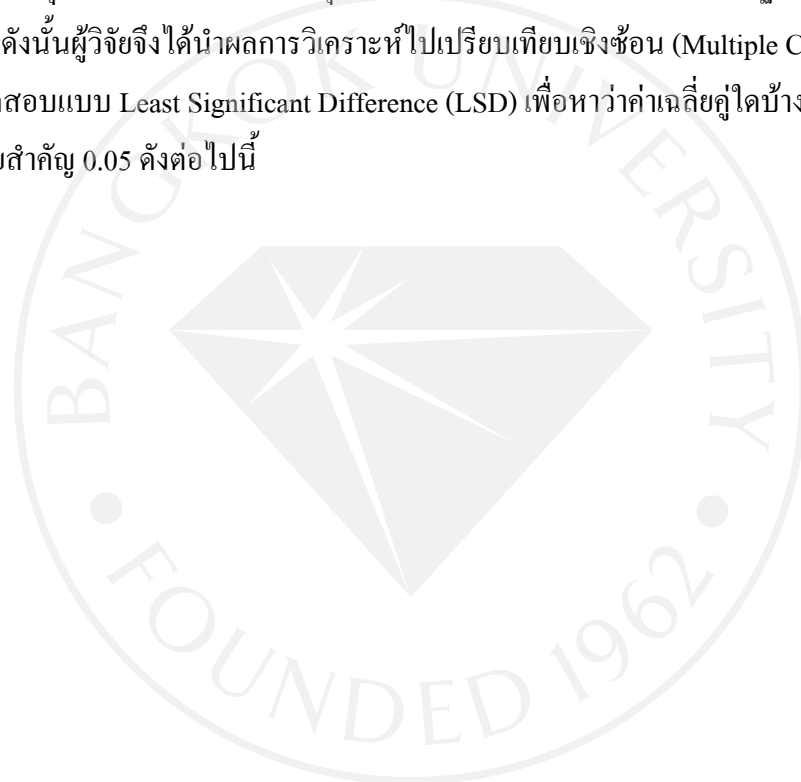 ดังนั้นผู้วิจัยจึงได้นำผลการวิเคราะห์ไปเปรียบเทียบเชิงซ้อน (Multiple C
สอบแบบ Least Significant Difference (LSD) เพื่อหาว่าค่าเฉลี่ยคู่ใดบ้าง
สำคัญ 0.05 ดังต่อไปนี้
BANGKOK UNIVERSITY
FOUNDED 1962